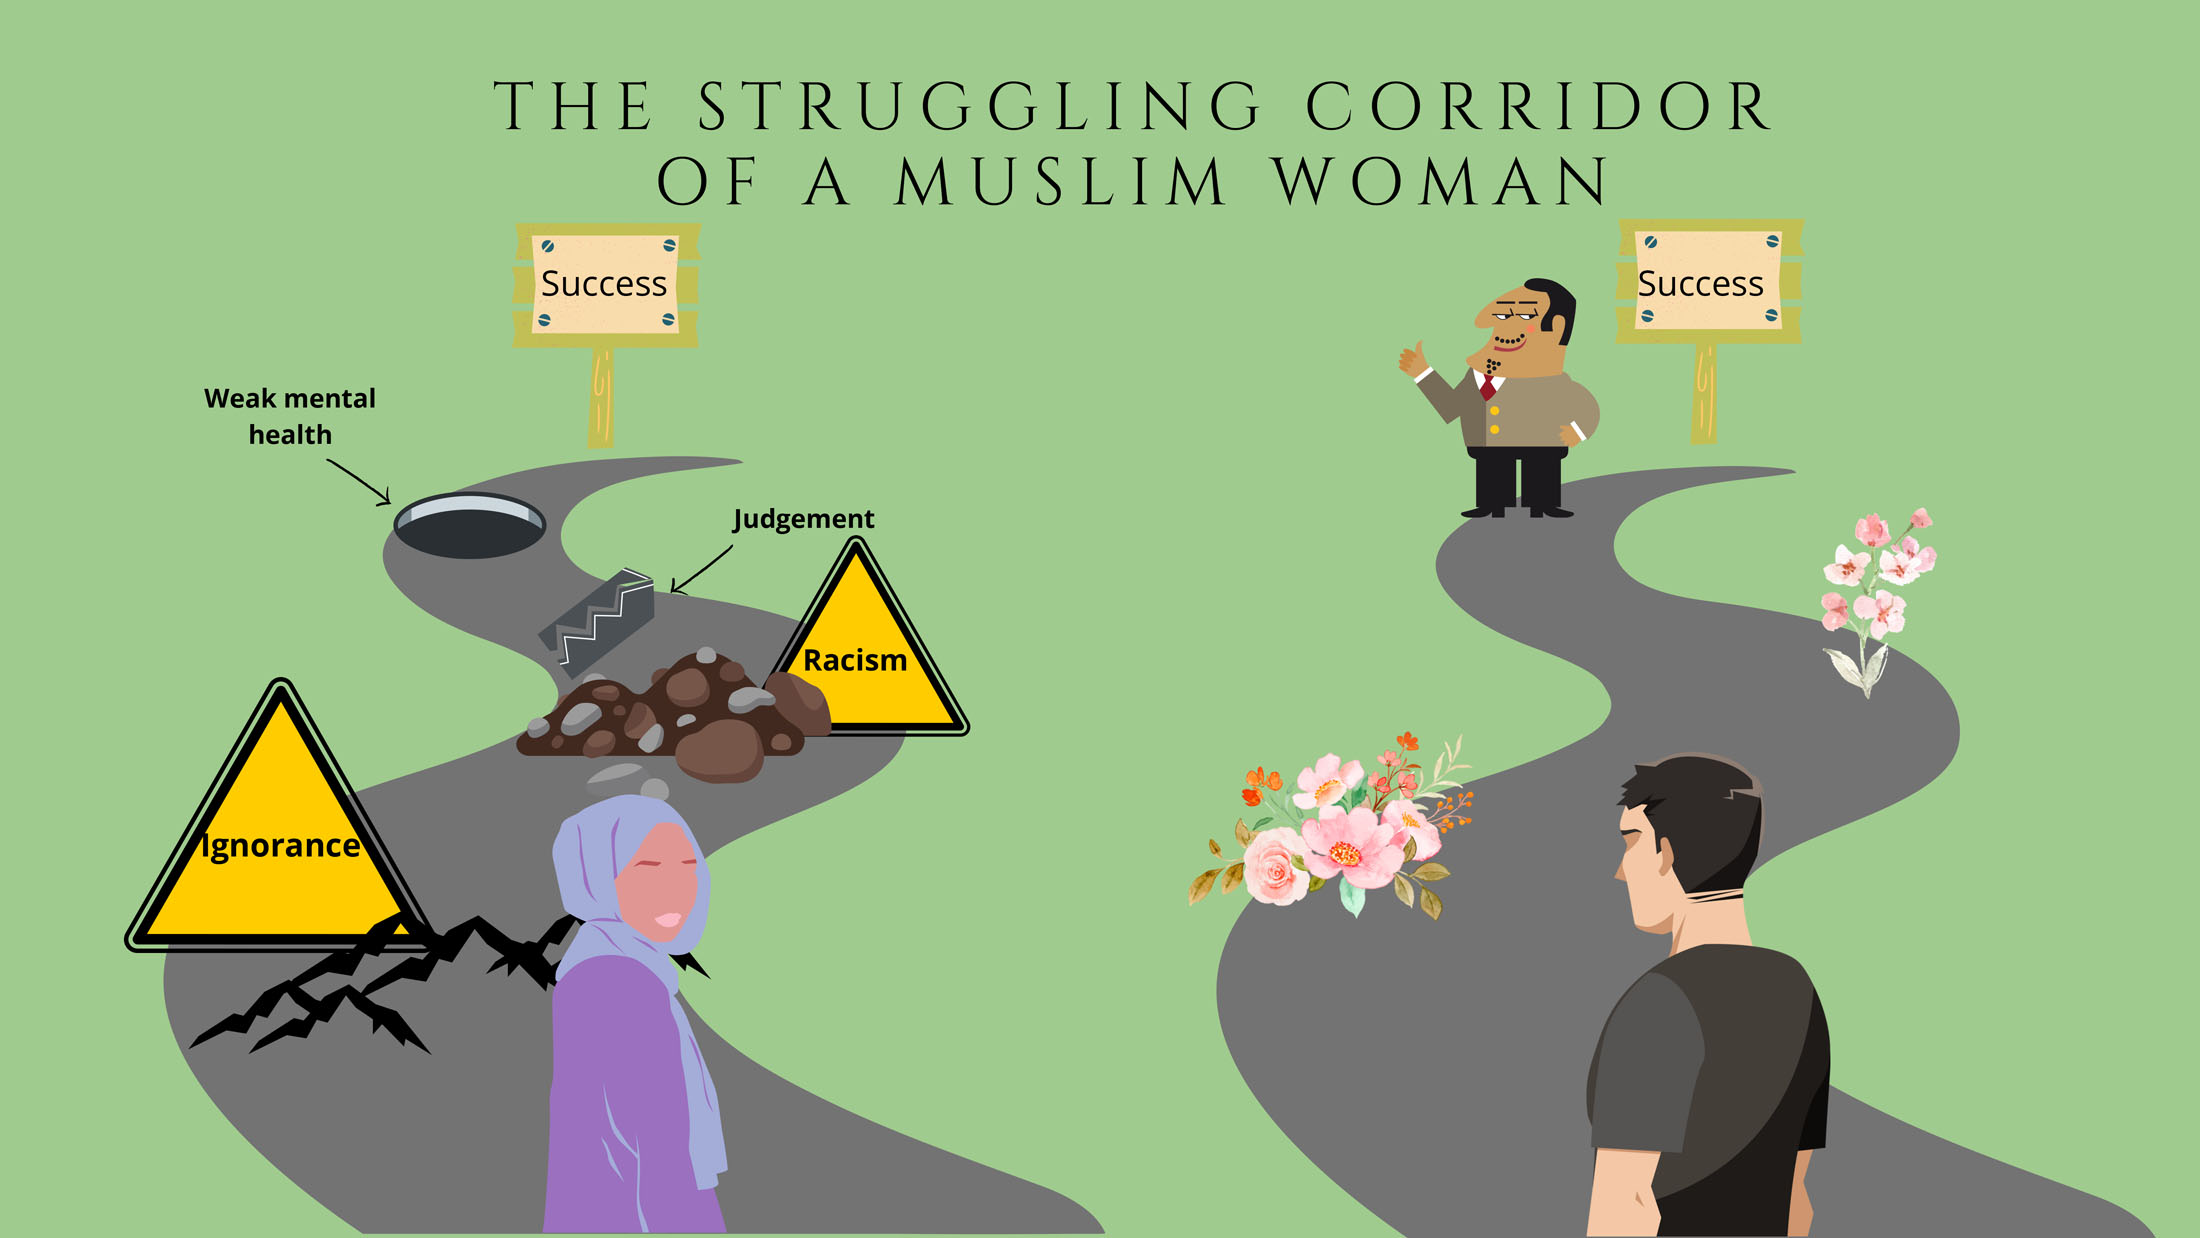 THE STRUGGLING CORRIDOR
OF A MUSLIM WOMAN
Success
Success
Weak mental
health
Judgement
Racism
Ignorance